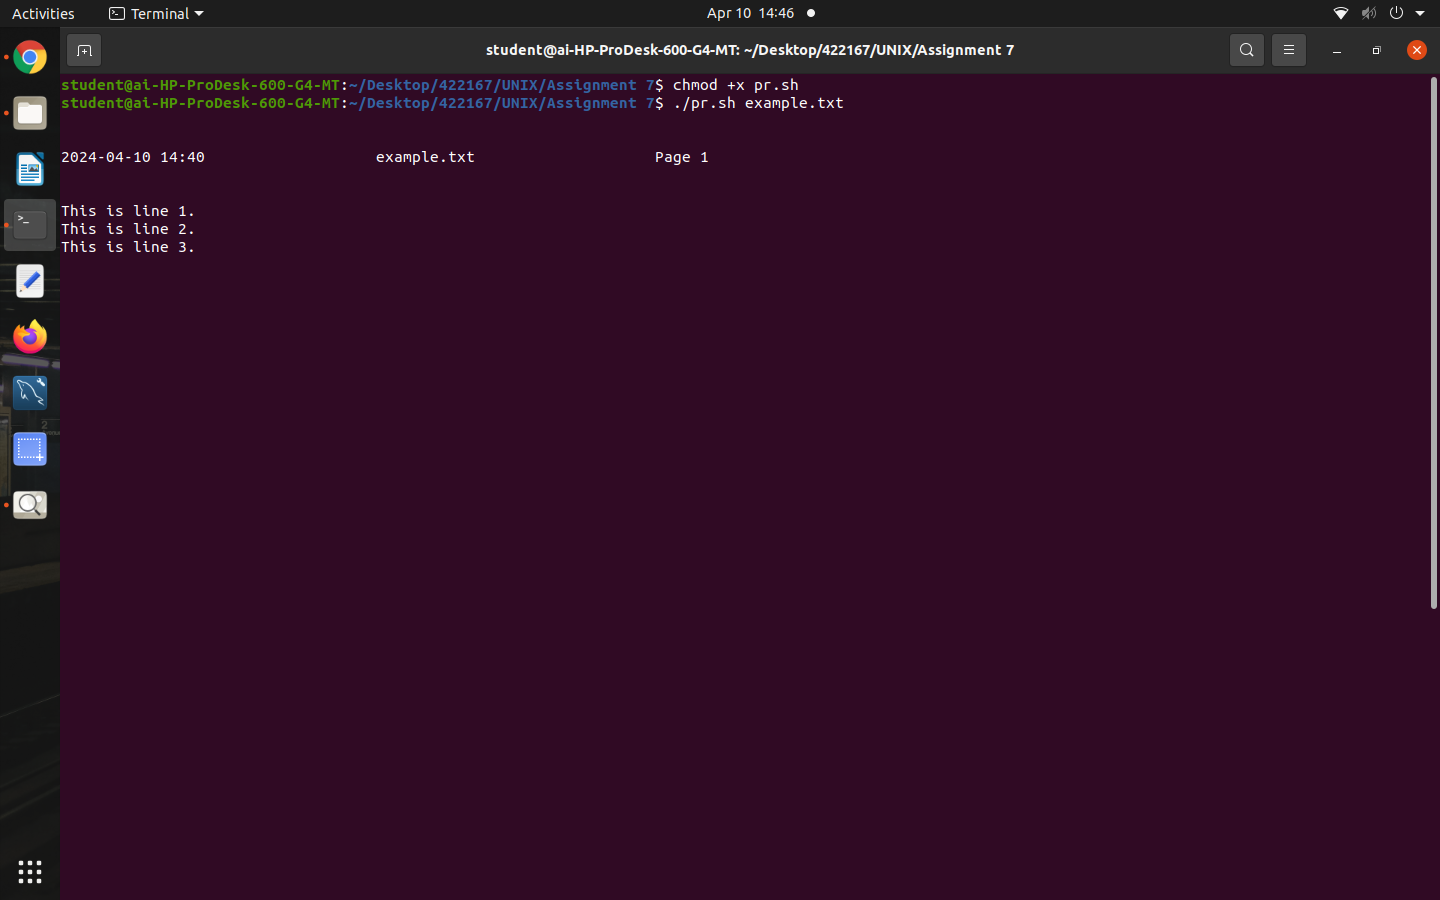 Activities Terminal Apr 10 14:46
student@ai-HP-ProDesk-600-G4-MT: ~/Desktop/422167/UNIX/Assignment 7
student@ai-HP-ProDesk-600-G4-MT:~/Desktop/422167/UNIX/Assignment 7$ chmod +x pr.sh
student@ai-HP-ProDesk-600-G4-MT:~/Desktop/422167/UNIX/Assignment 7$ ./pr.sh example.txt
2024-04-10 14:40 example.txt Page 1
This is line 1.
This is line 2.
This is line 3.